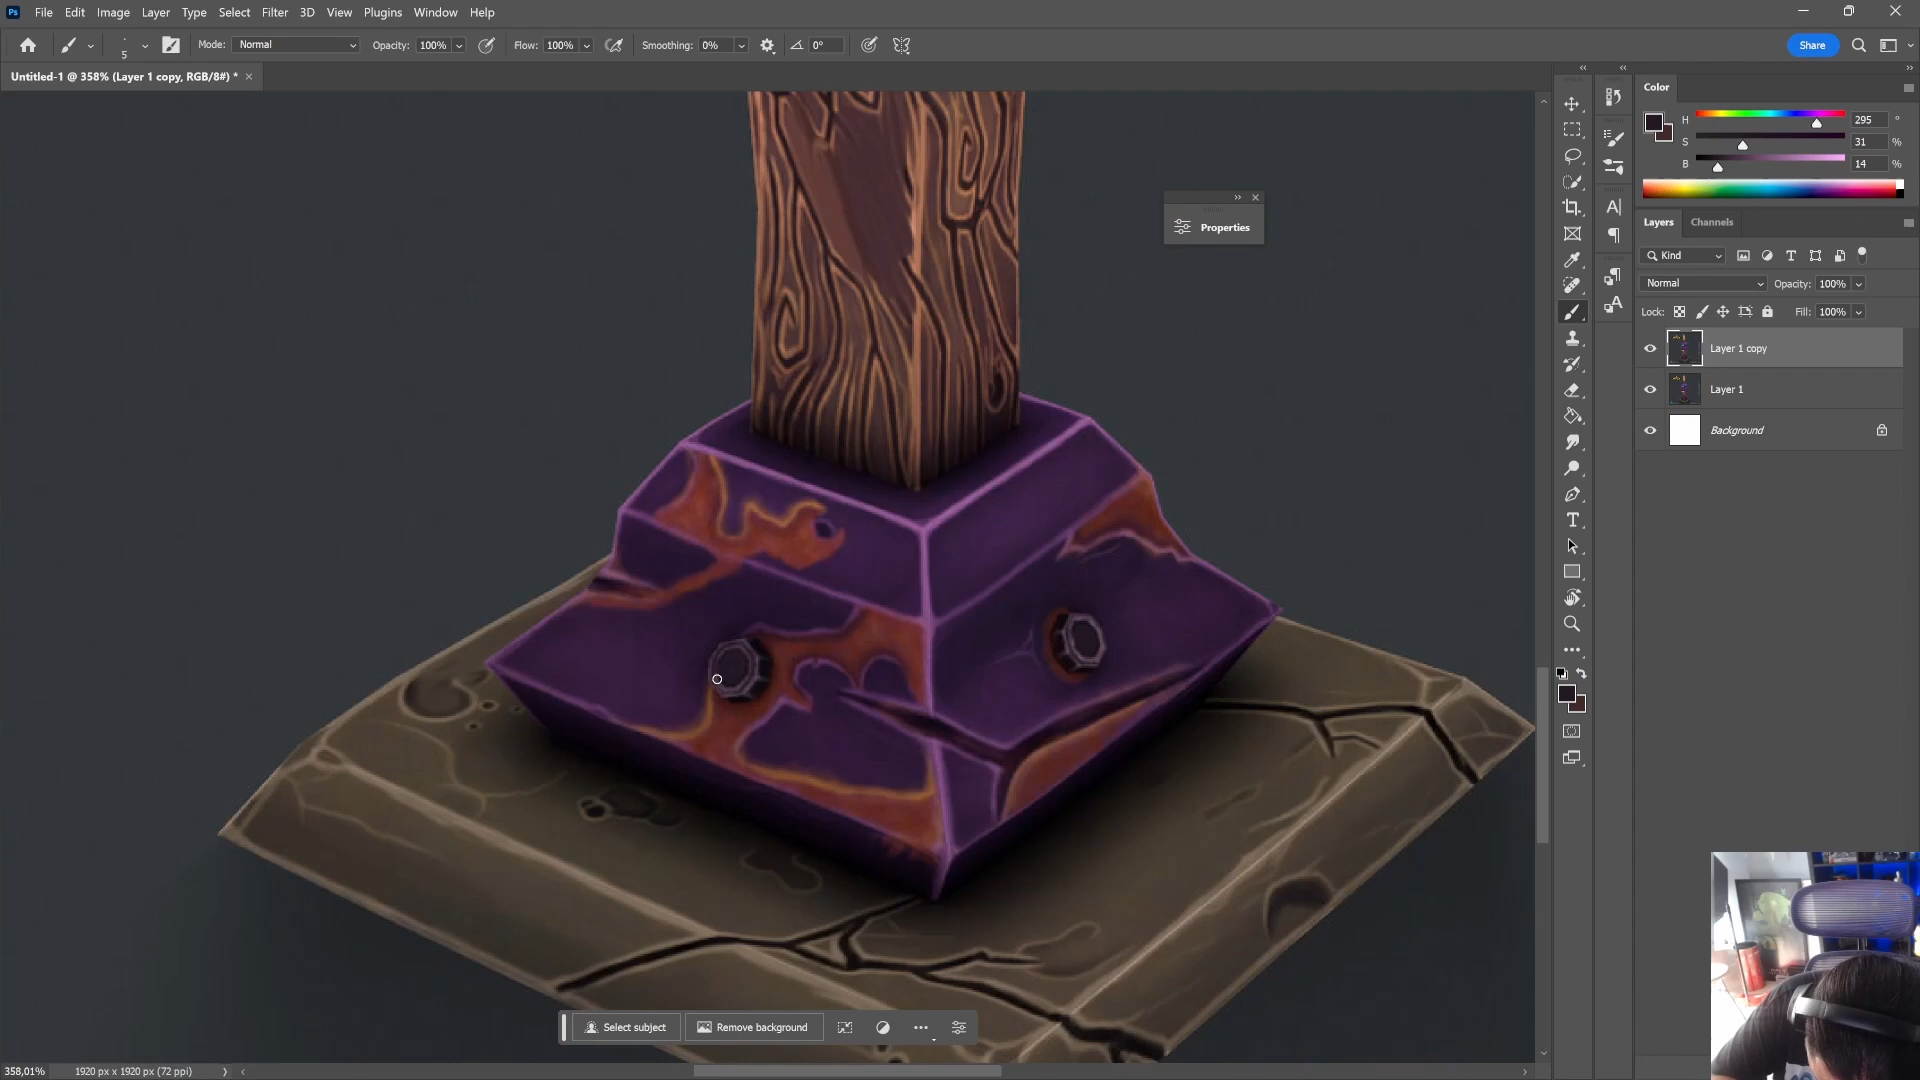 Ps File Edit Image Layer Type Select Filter 3D View Plugins Window Help
5 Mode: Normal Opacity: 100% Flow: 100% Smoothing: 0% 0° Share
Untitled-1 @ 358% (Layer 1 copy, RGB/8#) *
Color
H 295 °
S 31 %
B 14 %
Properties
Layers Channels
Kind
Normal Opacity: 100%
Lock: Fill: 100%
Layer 1 copy
Layer 1
Background
Select subject Remove background
358,01% 1920 px x 1920 px (72 ppi)